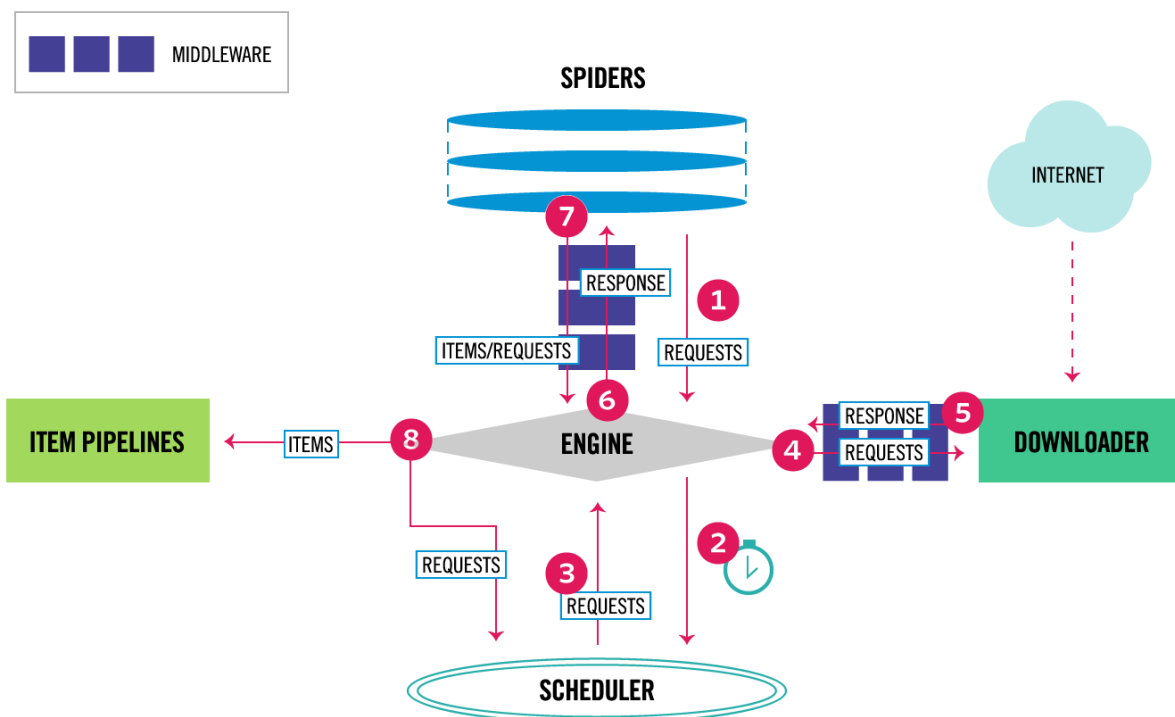 MIDDLEWARE
SPIDERS
INTERNET
7
RESPONSE
1
ITEMS/REQUESTS
REQUESTS
6
ITEM PIPELINES
ITEMS
8
ENGINE
4
RESPONSE
5
REQUESTS
DOWNLOADER
2
REQUESTS
3
REQUESTS
SCHEDULER